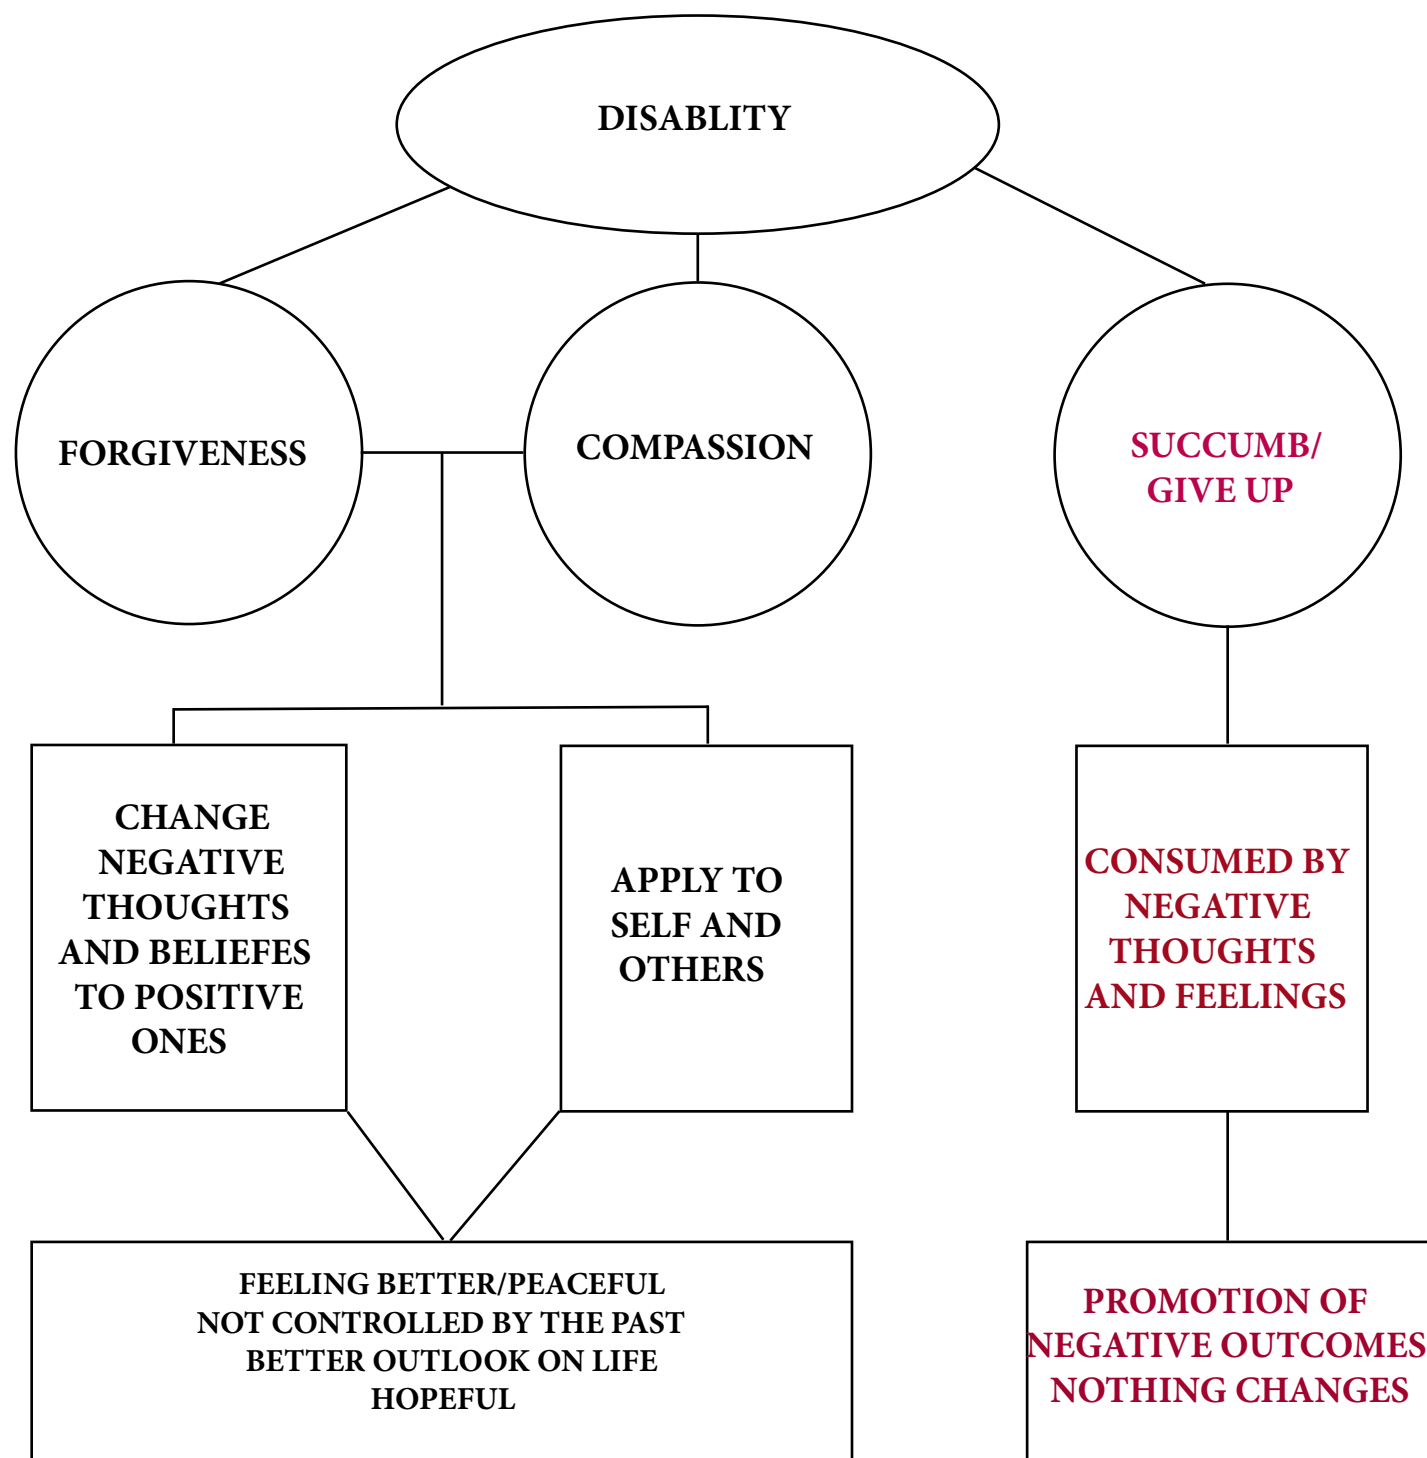 DISABLITY
FORGIVENESS
COMPASSION
SUCCUMB/
GIVE UP
CHANGE
NEGATIVE
THOUGHTS
AND BELIEFES
TO POSITIVE
ONES
APPLY TO
SELF AND
OTHERS
CONSUMED BY
NEGATIVE
THOUGHTS
AND FEELINGS
FEELING BETTER/PEACEFUL
NOT CONTROLLED BY THE PAST
BETTER OUTLOOK ON LIFE
HOPEFUL
PROMOTION OF
NEGATIVE OUTCOMES
NOTHING CHANGES